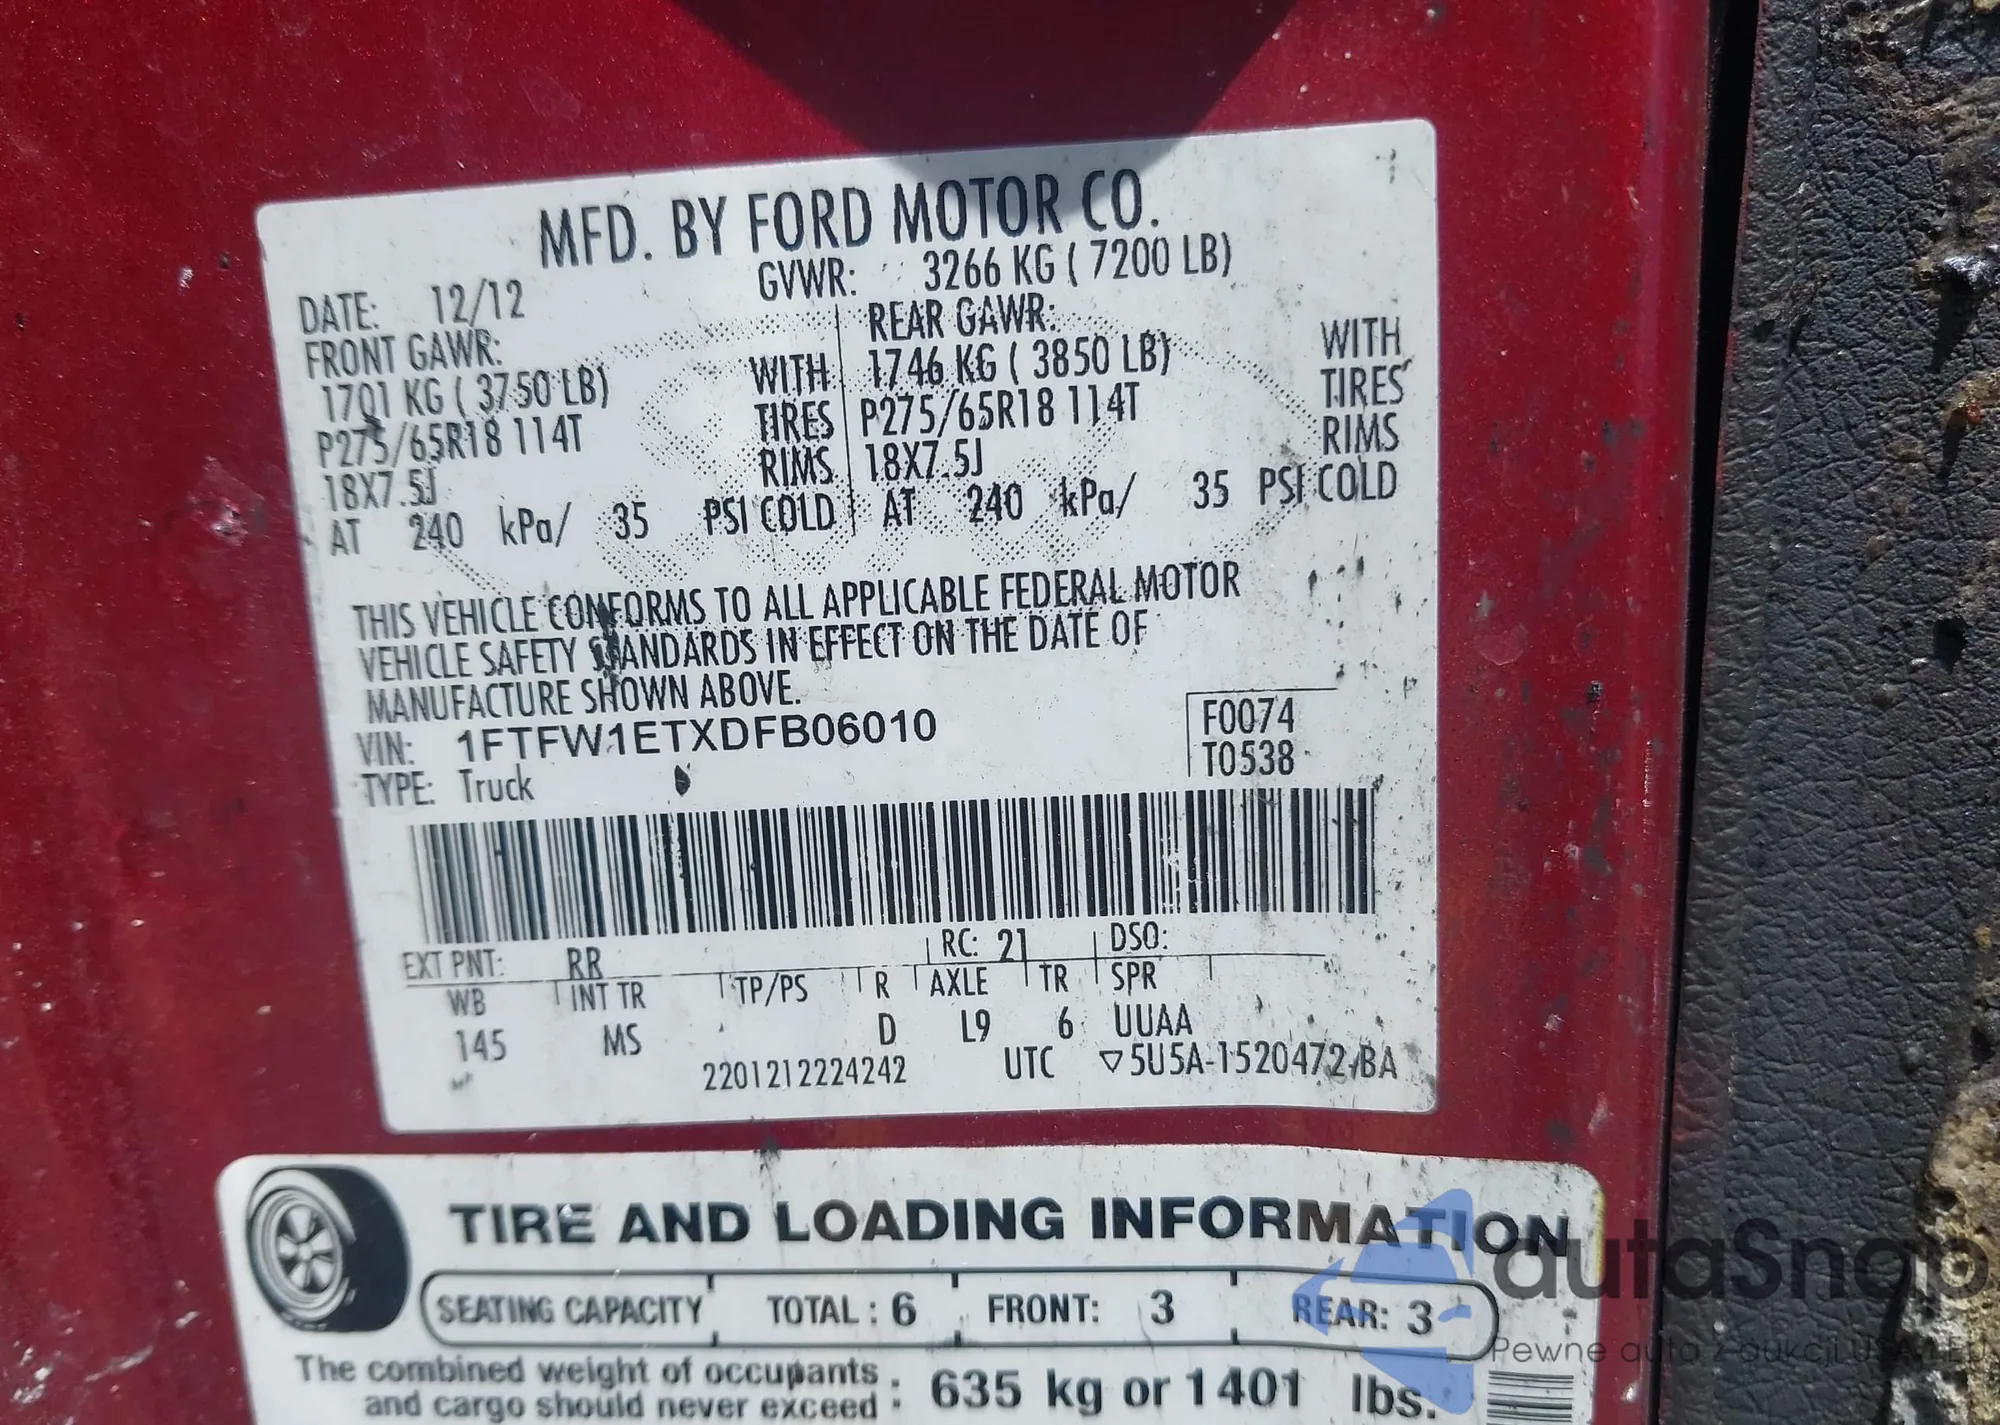 MFD. BY FORD MOTOR CO.
DATE: 12/12 GVWR: 3266 KG ( 7200 LB)
FRONT GAWR: REAR GAWR:
1701 KG ( 3750 LB) WITH 1746 KG ( 3850 LB) WITH
P275/65R18 114T TIRES P275/65R18 114T TIRES
18X7.5J RIMS 18X7.5J RIMS
AT 240 kPa/ 35 PSI COLD AT 240 kPa/ 35 PSI COLD
THIS VEHICLE CONFORMS TO ALL APPLICABLE FEDERAL MOTOR
VEHICLE SAFETY STANDARDS IN EFFECT ON THE DATE OF
MANUFACTURE SHOWN ABOVE.
VIN: 1FTFW1ETXDFB06010 F0074
TYPE: Truck T0538
EXT PNT: RR RC: 21 DSO:
WB INT TR TP/PS R AXLE TR SPR
145 MS D L9 6 UUAA
2201212224242 UTC ▽5U5A-1520472-BA
TIRE AND LOADING INFORMATION
SEATING CAPACITY TOTAL : 6 FRONT: 3 REAR: 3
The combined weight of occupants
and cargo should never exceed : 635 kg or 1401 lbs.
autaSnap
Pewne auta z aukcji USA i EU